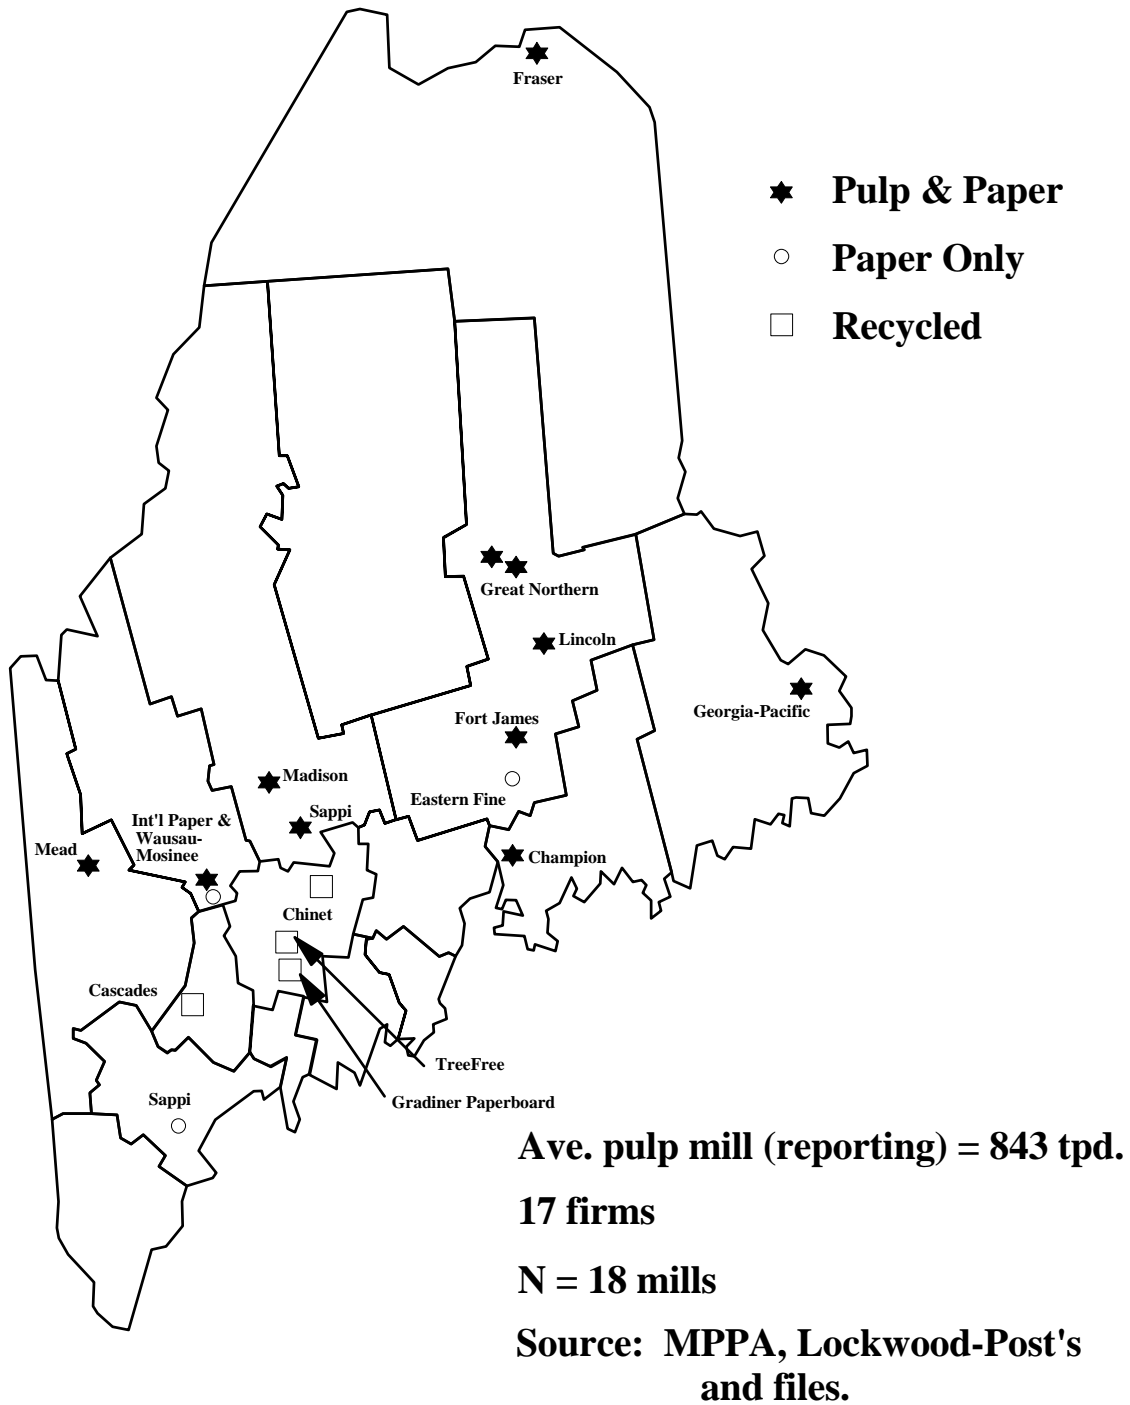 Fraser
Pulp & Paper
Paper Only
Recycled
Great Northern
Lincoln
Georgia-Pacific
Fort James
Madison
Eastern Fine
Sappi
Int'l Paper &
Wausau-
Mosinee
Mead
Champion
Chinet
Cascades
TreeFree
Sappi
Gradiner Paperboard
Ave. pulp mill (reporting) = 843 tpd.
17 firms
N = 18 mills
Source: MPPA, Lockwood-Post's
and files.